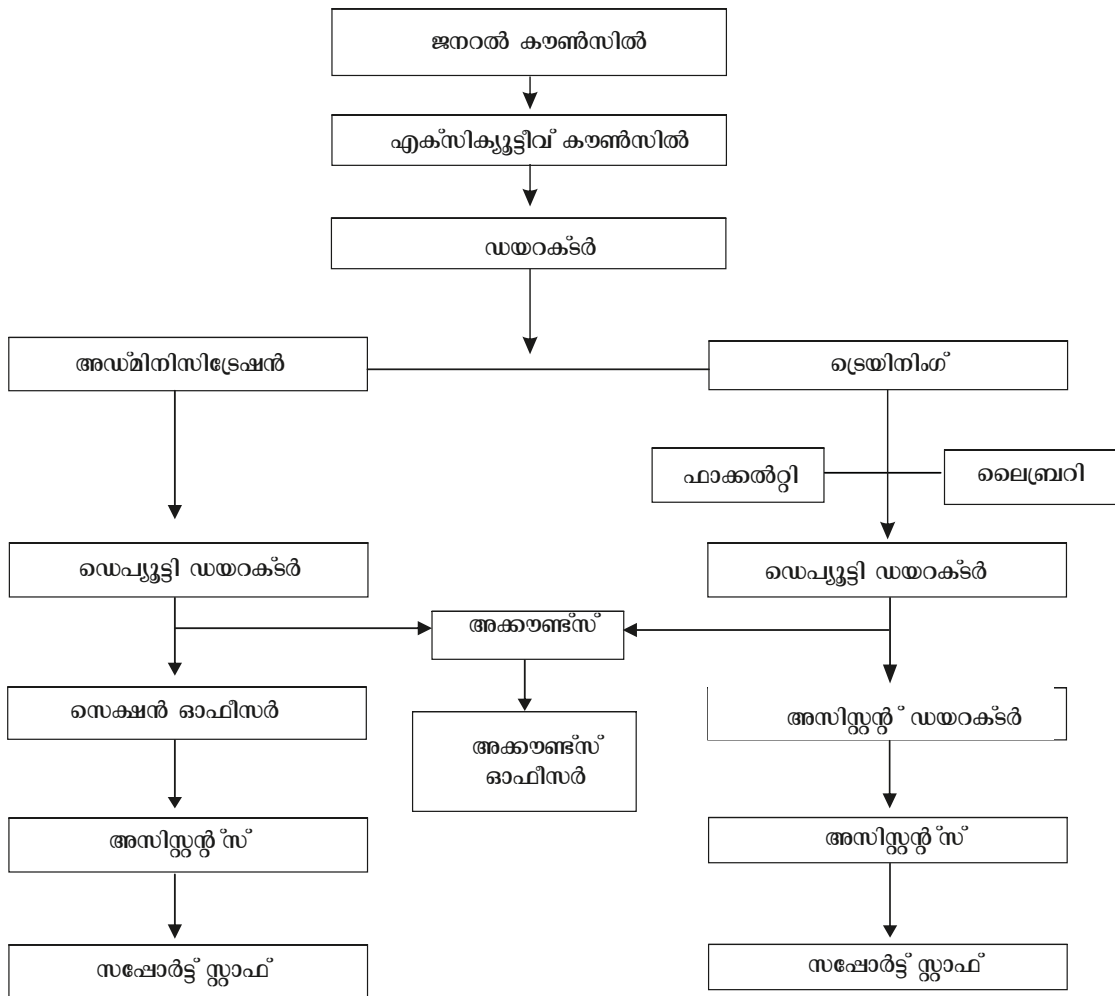 ജനറൽ കൗൺസിൽ
എക്സിക്യൂട്ടീവ് കൗൺസിൽ
ഡയറക്ടർ
അഡ്മിനിസിട്രേഷൻ
ട്രെയിനിംഗ്
ഫാക്കൽറ്റി
ലൈബ്രറി
ഡെപ്യൂട്ടി ഡയറക്ടർ
ഡെപ്യൂട്ടി ഡയറക്ടർ
അക്കൗണ്ട്സ്
സെക്ഷൻ ഓഫീസർ
അസിസ്റ്റന്റ് ഡയറക്ടർ
അക്കൗണ്ട്സ്
ഓഫീസർ
അസിസ്റ്റന്റ്സ്
അസിസ്റ്റന്റ്സ്
സപ്പോർട്ട് സ്റ്റാഫ്
സപ്പോർട്ട് സ്റ്റാഫ്